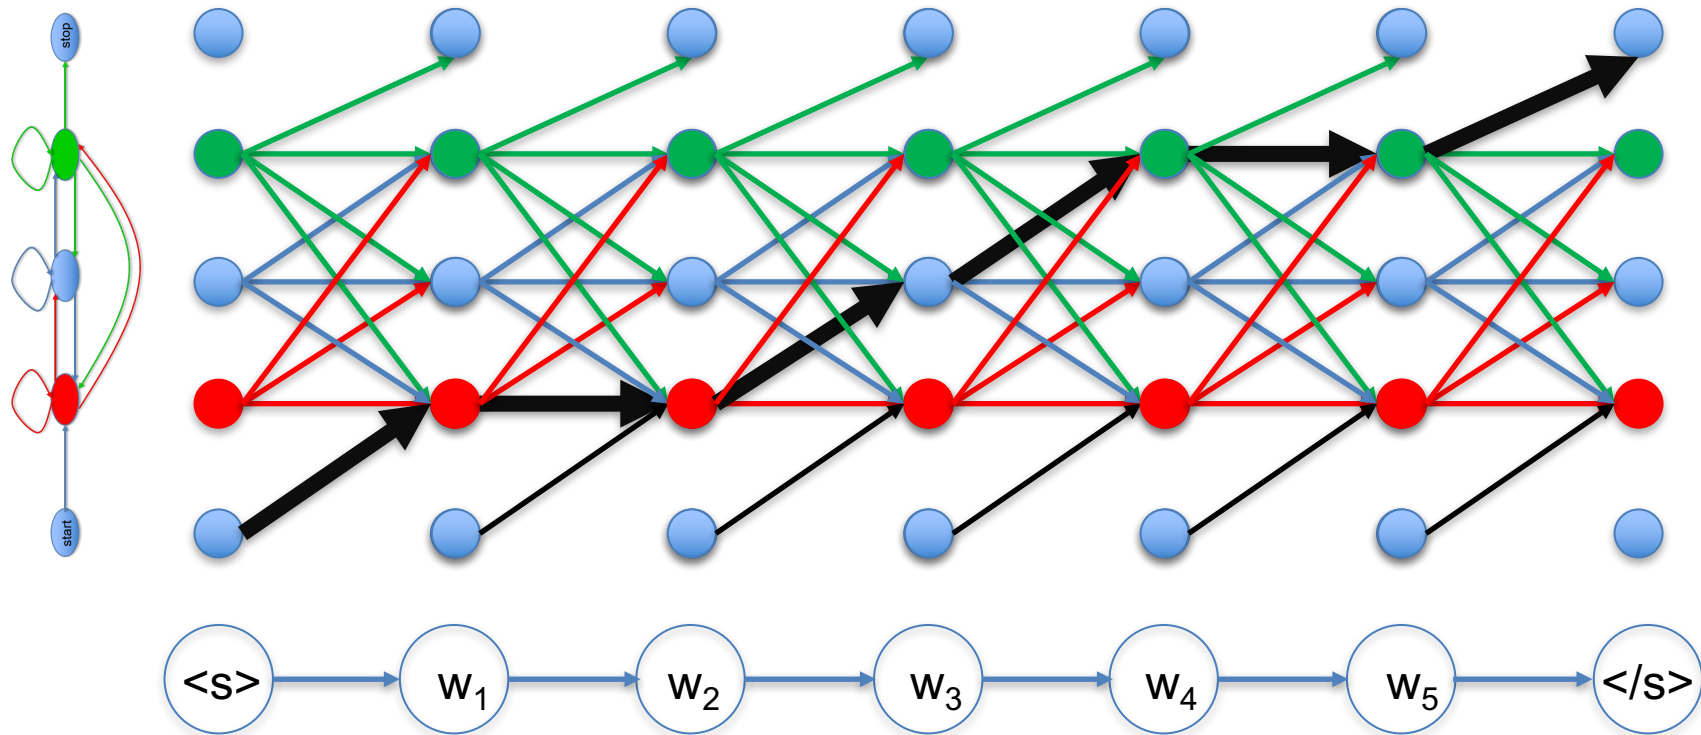 stop
start
<s> w₁ w₂ w₃ w₄ w₅ </s>